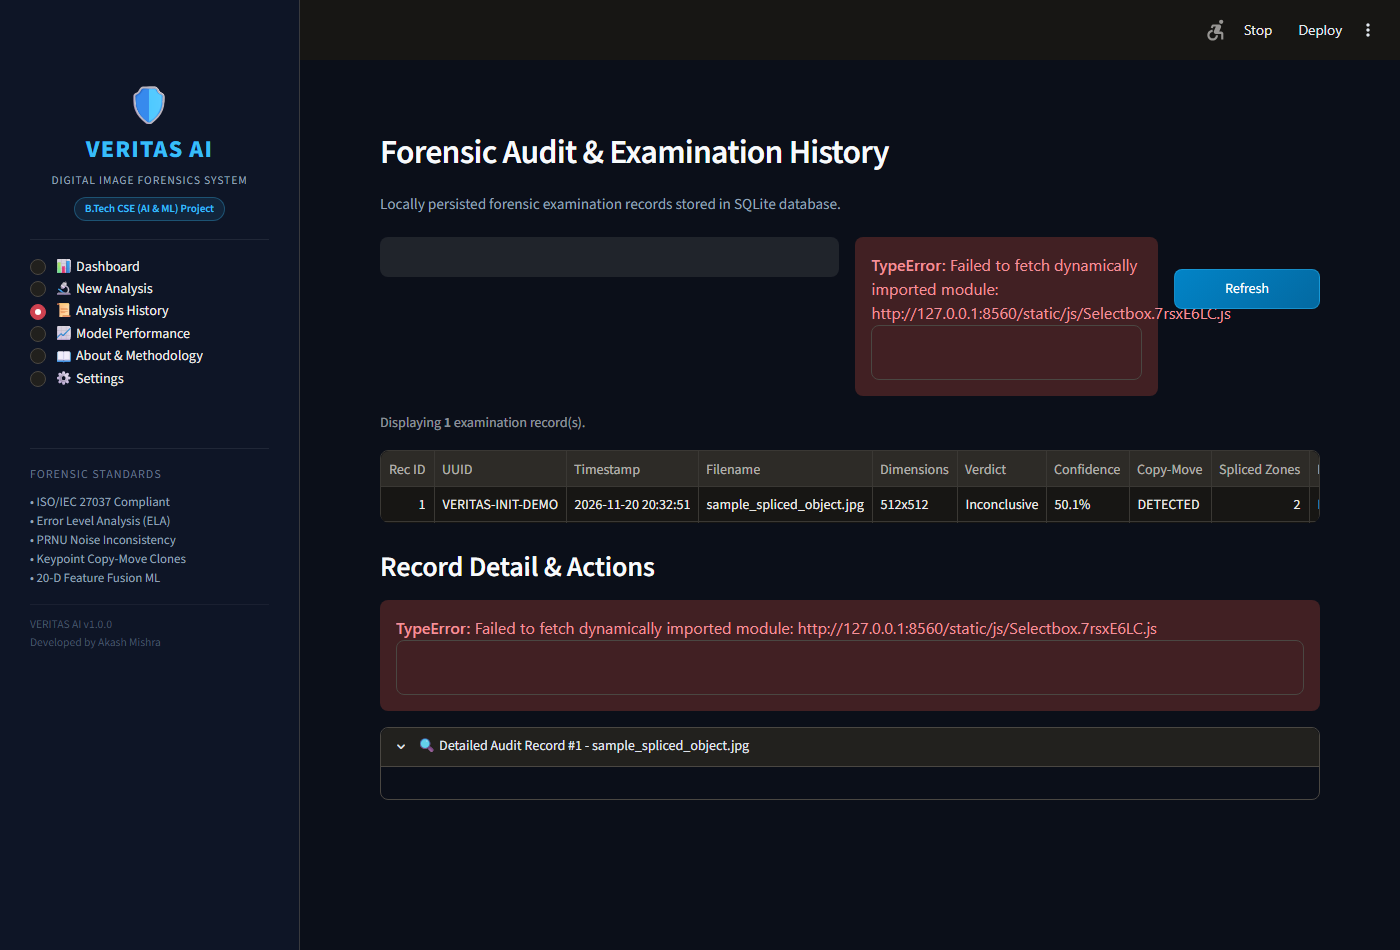 Stop
Deploy
VERITAS AI
DIGITAL IMAGE FORENSICS SYSTEM
B.Tech CSE (AI & ML) Project
Dashboard
New Analysis
Analysis History
Model Performance
About & Methodology
Settings
FORENSIC STANDARDS
• ISO/IEC 27037 Compliant
• Error Level Analysis (ELA)
• PRNU Noise Inconsistency
• Keypoint Copy-Move Clones
• 20-D Feature Fusion ML
VERITAS AI v1.0.0
Developed by Akash Mishra
Forensic Audit & Examination History
Locally persisted forensic examination records stored in SQLite database.
TypeError: Failed to fetch dynamically
imported module:
http://127.0.0.1:8560/static/js/Selectbox.7rsxE6LC.js
Refresh
Displaying 1 examination record(s).
Rec ID UUID Timestamp Filename Dimensions Verdict Confidence Copy-Move Spliced Zones
1 VERITAS-INIT-DEMO 2026-11-20 20:32:51 sample_spliced_object.jpg 512x512 Inconclusive 50.1% DETECTED 2
Record Detail & Actions
TypeError: Failed to fetch dynamically imported module: http://127.0.0.1:8560/static/js/Selectbox.7rsxE6LC.js
Detailed Audit Record #1 - sample_spliced_object.jpg